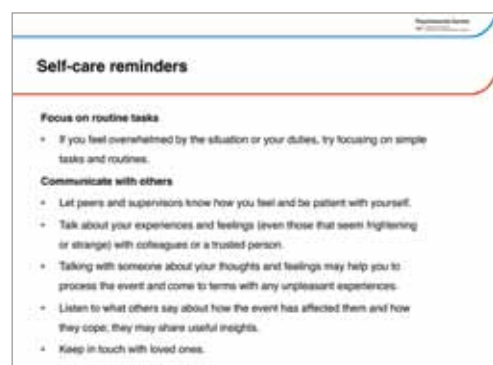 Psychosocial Centre
Self-care reminders
Focus on routine tasks
• If you feel overwhelmed by the situation or your duties, try focusing on simple
tasks and routines.
Communicate with others
• Let peers and supervisors know how you feel and be patient with yourself.
• Talk about your experiences and feelings (even those that seem frightening
or strange) with colleagues or a trusted person.
• Talking with someone about your thoughts and feelings may help you to
process the event and come to terms with any unpleasant experiences.
• Listen to what others say about how the event has affected them and how
they cope; they may share useful insights.
• Keep in touch with loved ones.